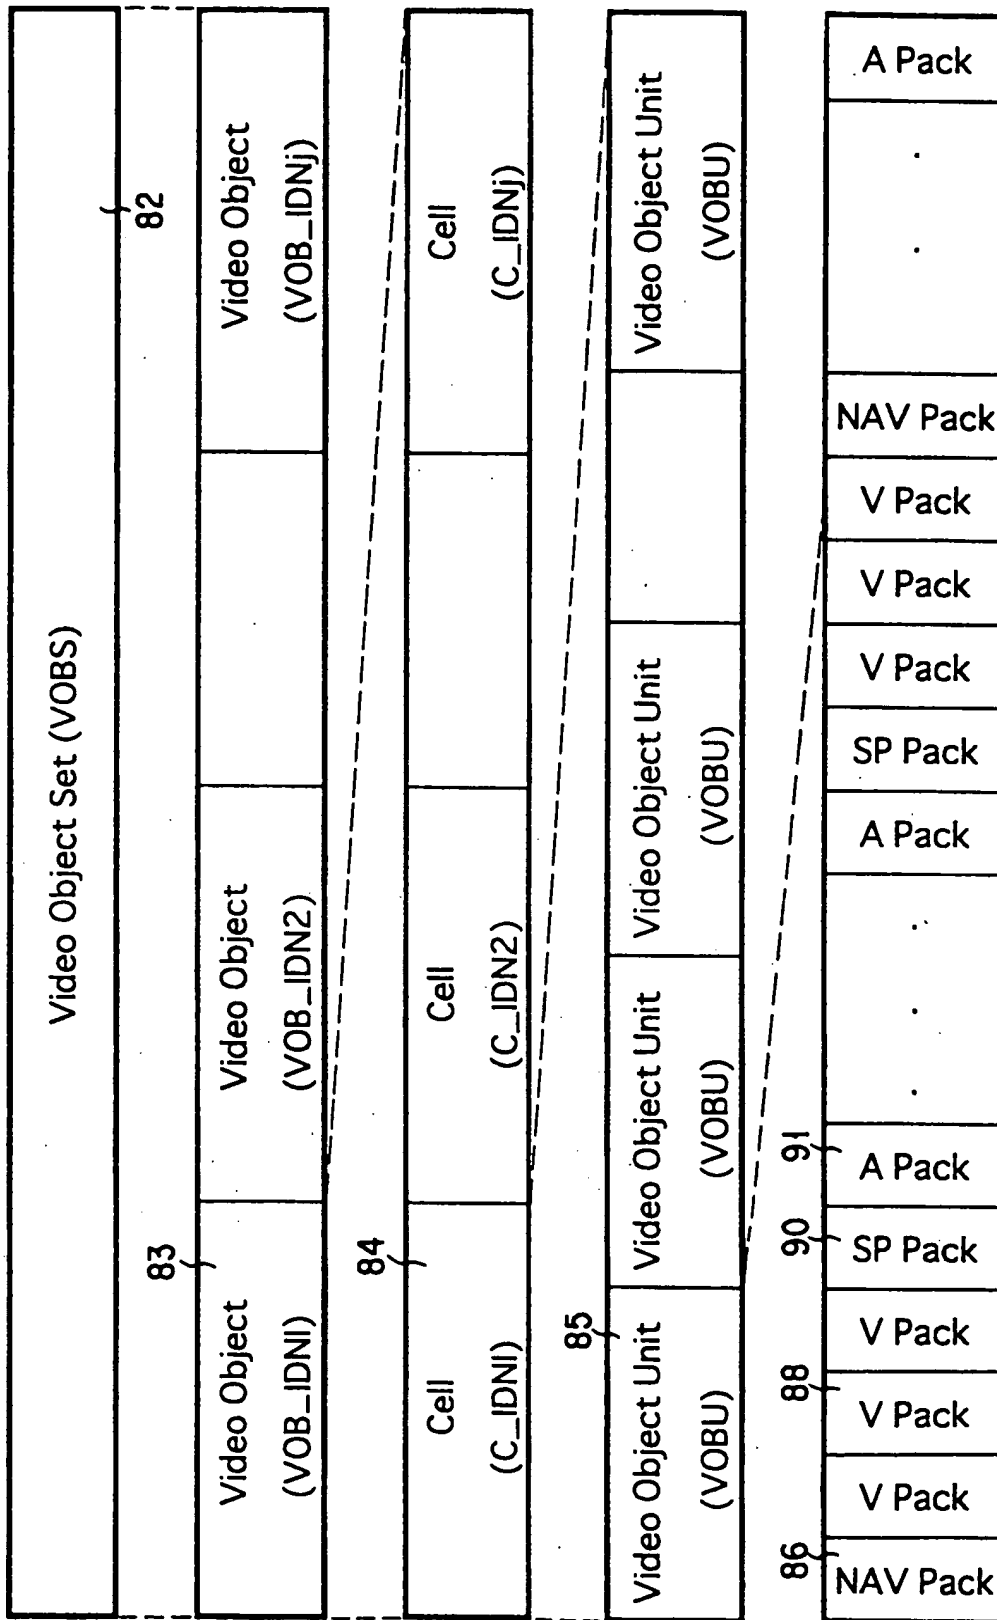 Video Object Set (VOBS)
82
83
Video Object
(VOB_IDN1)
Video Object
(VOB_IDN2)
Video Object
(VOB_IDNj)
84
Cell
(C_IDN1)
Cell
(C_IDN2)
Cell
(C_IDNj)
85
Video Object Unit
(VOBU)
Video Object Unit
(VOBU)
Video Object Unit
(VOBU)
Video Object Unit
(VOBU)
86
88
90
91
NAV Pack
V Pack
V Pack
V Pack
SP Pack
A Pack
. . .
A Pack
SP Pack
V Pack
V Pack
V Pack
NAV Pack
. .
A Pack